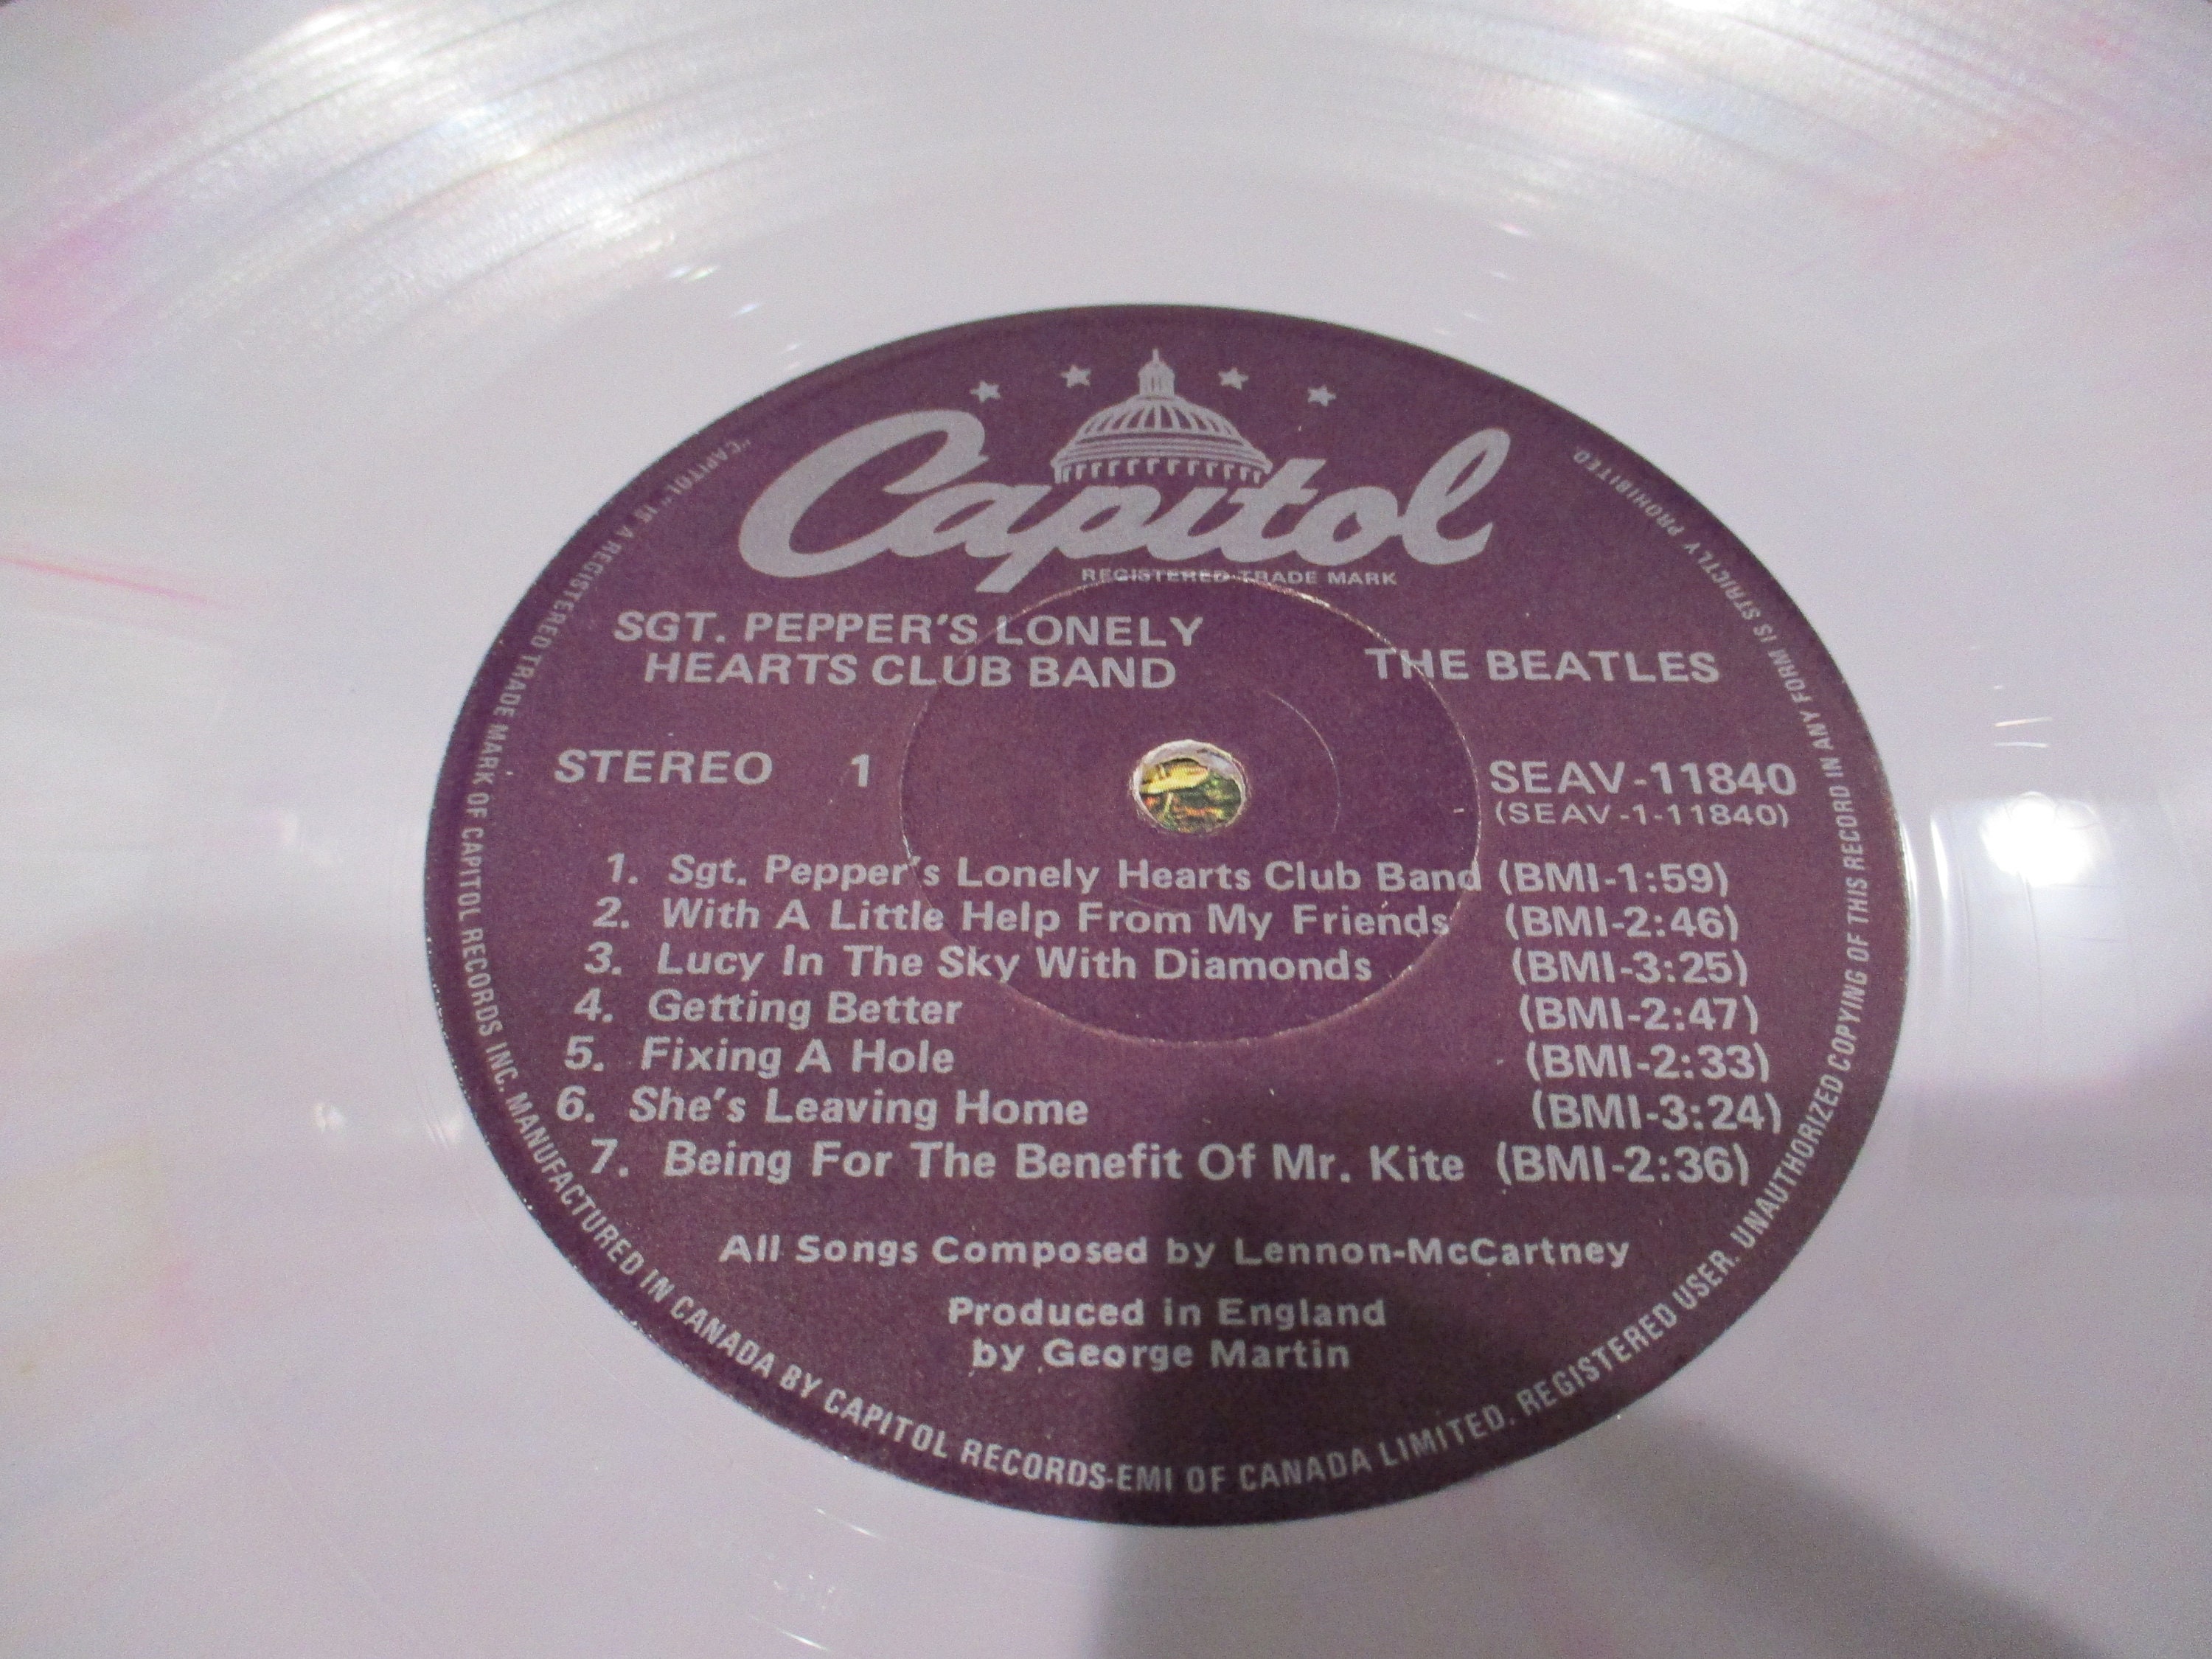 Capitol
REGISTERED TRADE MARK
SGT. PEPPER'S LONELY
HEARTS CLUB BAND
THE BEATLES
STEREO 1
SEAV-11840
(SEAV-1-11840)
1. Sgt. Pepper's Lonely Hearts Club Band (BMI-1:59)
2. With A Little Help From My Friends (BMI-2:46)
3. Lucy In The Sky With Diamonds (BMI-3:25)
4. Getting Better (BMI-2:47)
5. Fixing A Hole (BMI-2:33)
6. She's Leaving Home (BMI-3:24)
7. Being For The Benefit Of Mr. Kite (BMI-2:36)
All Songs Composed by Lennon-McCartney
Produced in England
by George Martin
"CAPITOL" IS A REGISTERED TRADE MARK OF CAPITOL RECORDS INC. MANUFACTURED IN CANADA BY CAPITOL RECORDS-EMI OF CANADA LIMITED. REGISTERED USER. UNAUTHORIZED COPYING OF THIS RECORD IN ANY FORM IS STRICTLY PROHIBITED